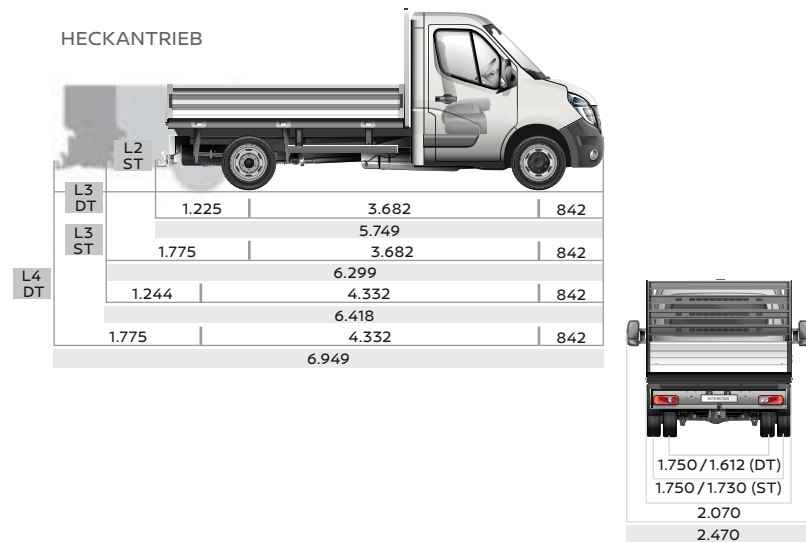 HECKANTRIEB
L2
ST
L3
DT
1.225 3.682 842
5.749
L3
ST
1.775 3.682 842
6.299
L4
DT
1.244 4.332 842
6.418
1.775 4.332 842
6.949
1.750 / 1.612 (DT)
1.750 / 1.730 (ST)
2.070
2.470